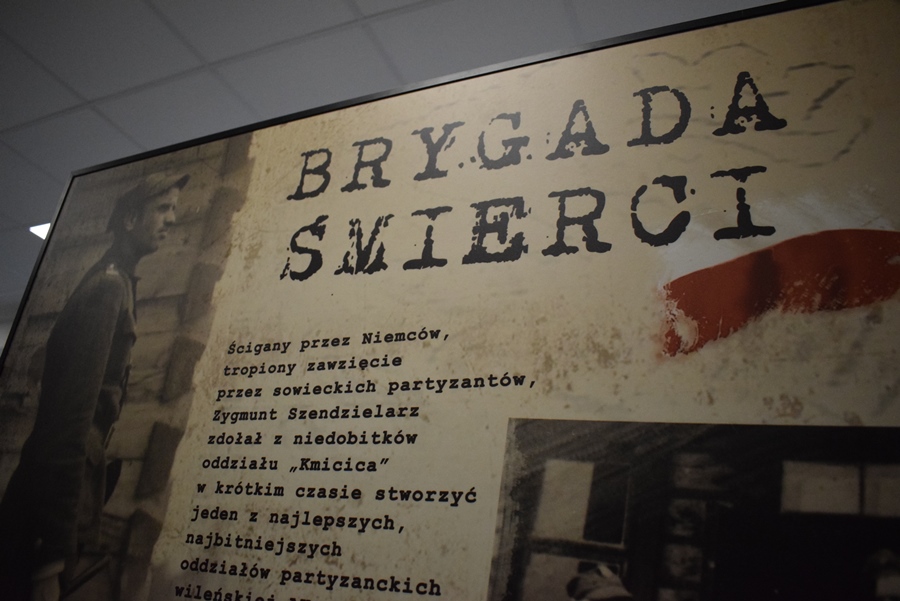 BRYGADA
ŚMIERCI
Ścigany przez Niemców,
tropiony zawzięcie
przez sowieckich partyzantów,
Zygmunt Szendzielarz
zdołał z niedobitków
oddziału „Kmicica”
w krótkim czasie stworzyć
jeden z najlepszych,
najbitniejszych
oddziałów partyzanckich
wileńskiej